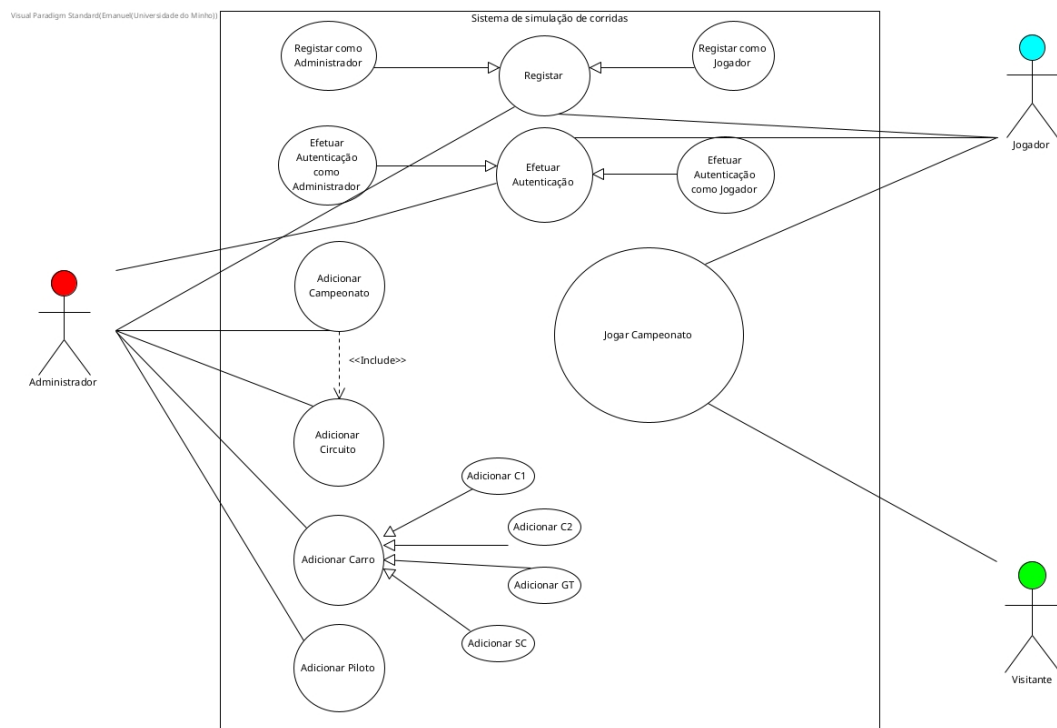 Visual Paradigm Standard(Emanuel(Universidade do Minho))
Sistema de simulação de corridas
Registar como
Administrador
Registar
Registar como
Jogador
Jogador
Efetuar
Autenticação
como
Administrador
Efetuar
Autenticação
Efetuar
Autenticação
como Jogador
Adicionar
Campeonato
Jogar Campeonato
<<Include>>
Administrador
Adicionar
Circuito
Adicionar C1
Adicionar C2
Adicionar Carro
Adicionar GT
Adicionar SC
Adicionar Piloto
Visitante